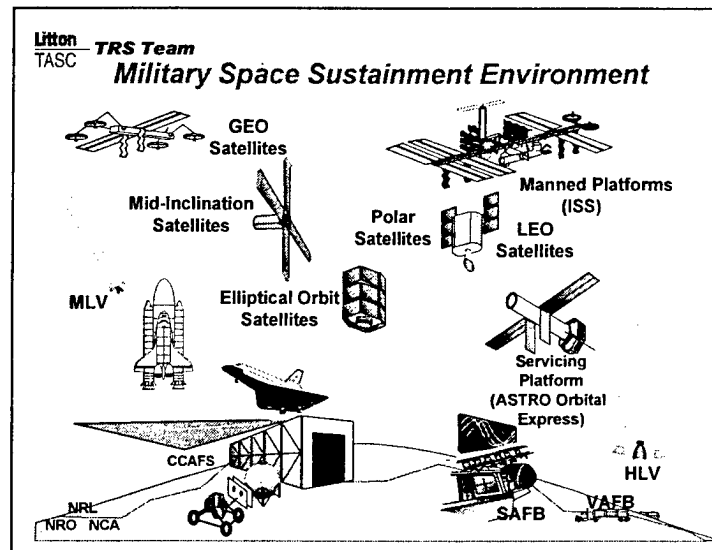 Litton
TASC
TRS Team
Military Space Sustainment Environment
GEO
Satellites
Mid-Inclination
Satellites
Manned Platforms
(ISS)
Polar
Satellites
LEO
Satellites
MLV
Elliptical Orbit
Satellites
Servicing
Platform
(ASTRO Orbital
Express)
CCAFS
HLV
NRL
NRO NCA
SAFB
VAFB